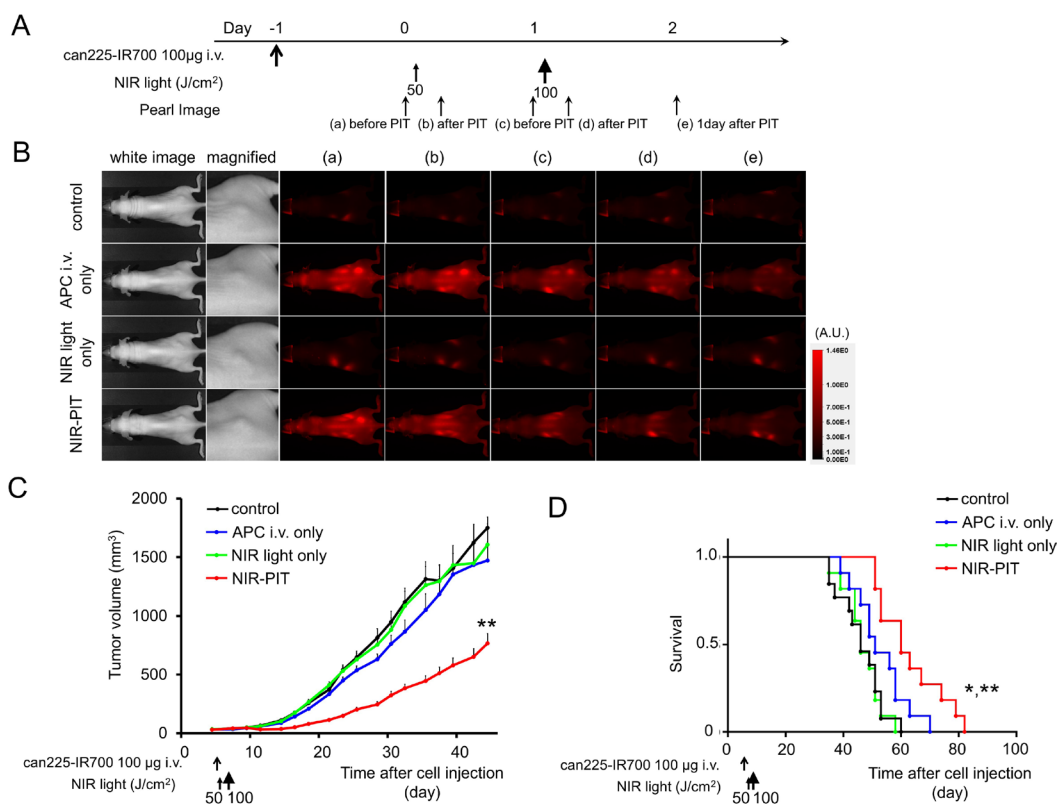 A
Day -1 0 1 2
can225-IR700 100μg i.v.
NIR light (J/cm²)
50
100
Pearl Image
(a) before PIT (b) after PIT (c) before PIT (d) after PIT (e) 1day after PIT
B
white image magnified (a) (b) (c) (d) (e)
control
APC i.v. only
NIR light only
NIR-PIT
(A.U.)
1.46E0
1.00E0
7.00E-1
5.00E-1
3.00E-1
1.00E-1
0.00E0
C
Tumor volume (mm³)
2000
1500
1000
500
0
control
APC i.v. only
NIR light only
NIR-PIT
**
0 10 20 30 40
can225-IR700 100 μg i.v.
NIR light (J/cm²)
50 100
Time after cell injection
(day)
D
control
APC i.v. only
NIR light only
NIR-PIT
Survival
1.0
0.5
0
*,**
0 20 40 60 80 100
can225-IR700 100 μg i.v.
NIR light (J/cm²)
50 100
Time after cell injection
(day)